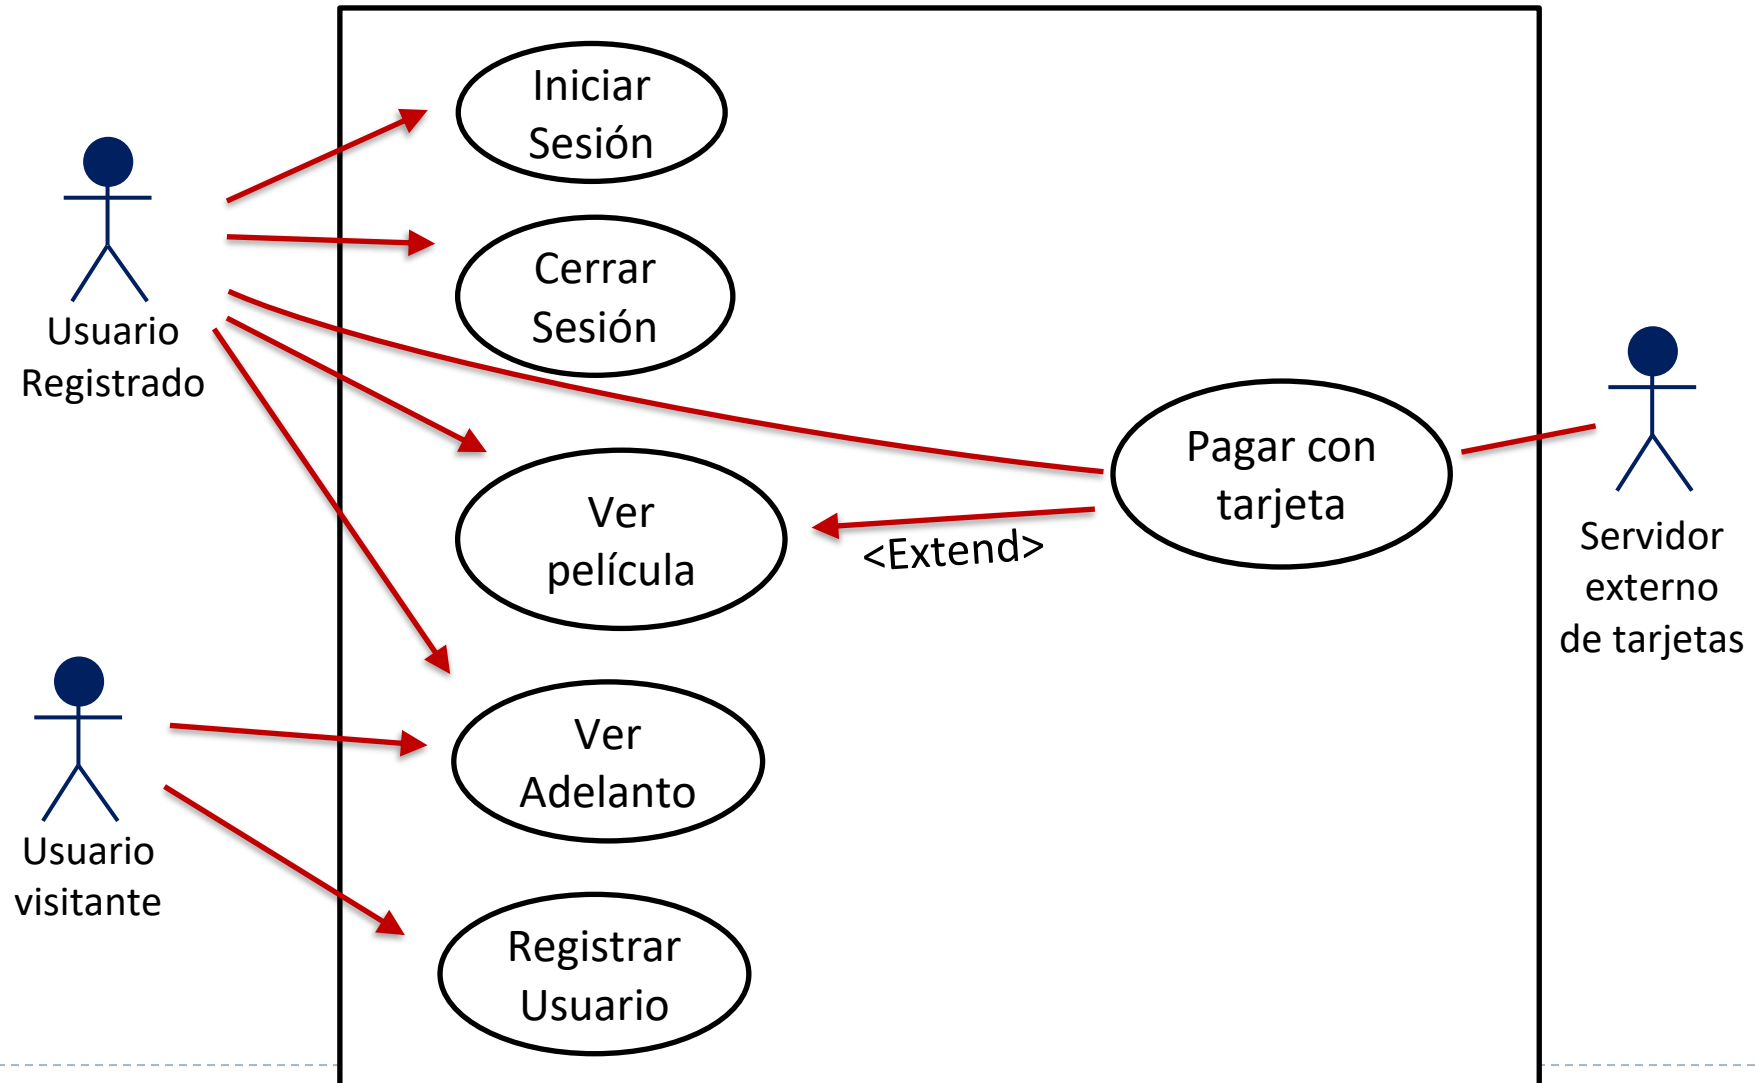 Iniciar
Sesión
Cerrar
Sesión
Usuario
Registrado
Pagar con
tarjeta
Ver
película
<Extend>
Servidor
externo
de tarjetas
Ver
Adelanto
Usuario
visitante
Registrar
Usuario